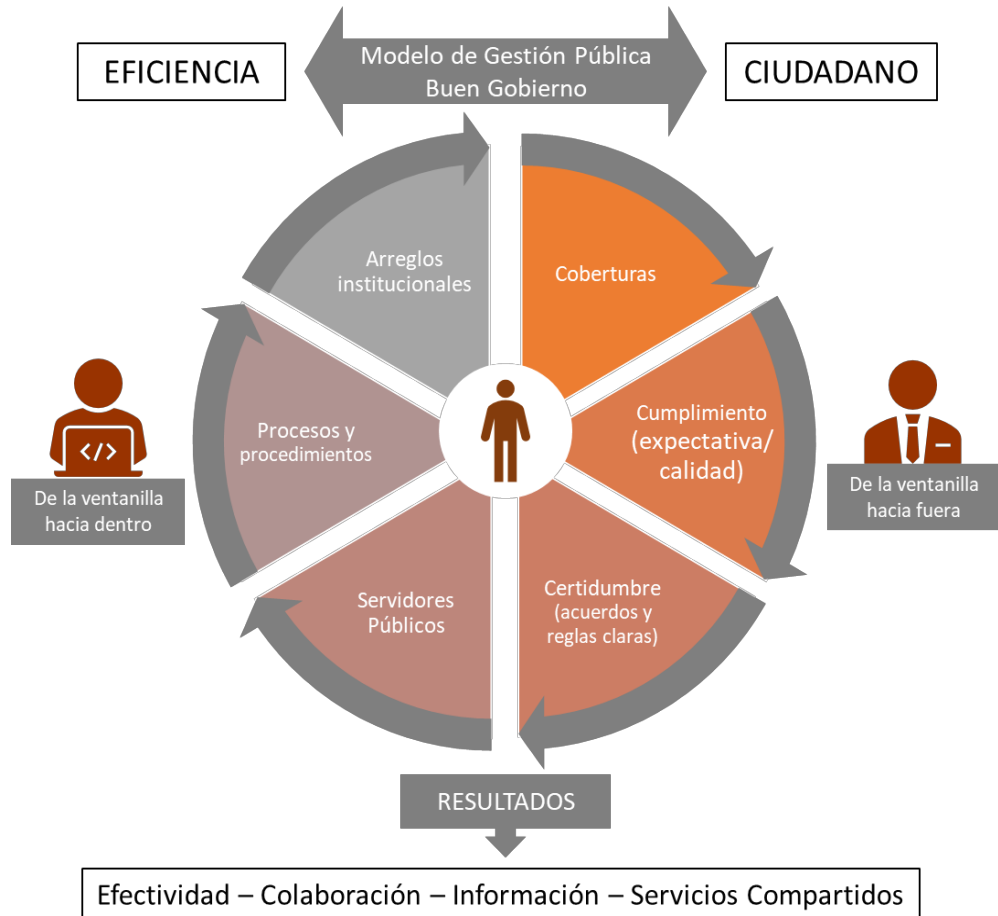 EFICIENCIA
Modelo de Gestión Pública
Buen Gobierno
CIUDADANO
Arreglos
institucionales
Coberturas
Procesos y
procedimientos
Cumplimiento
(expectativa/
calidad)
</>
De la ventanilla
hacia dentro
De la ventanilla
hacia fuera
Servidores
Públicos
Certidumbre
(acuerdos y
reglas claras)
RESULTADOS
Efectividad – Colaboración – Información – Servicios Compartidos